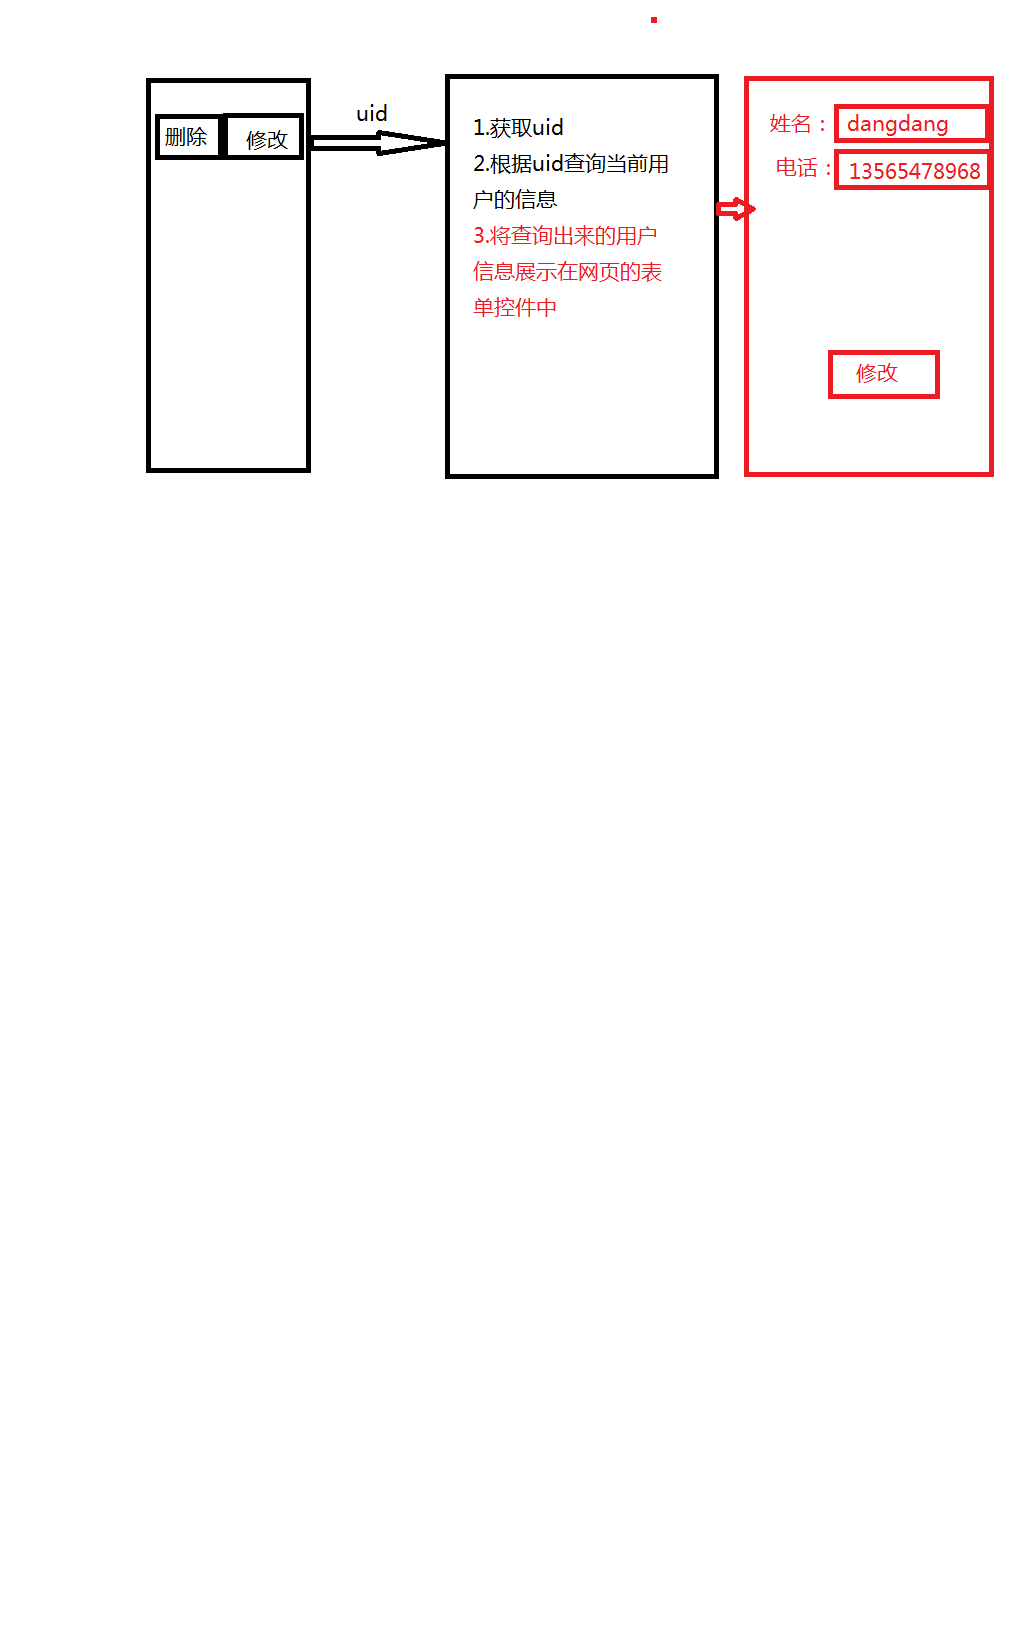 删除
修改
uid
1.获取uid
2.根据uid查询当前用
户的信息
3.将查询出来的用户
信息展示在网页的表
单控件中
姓名：dangdang
电话：13565478968
修改